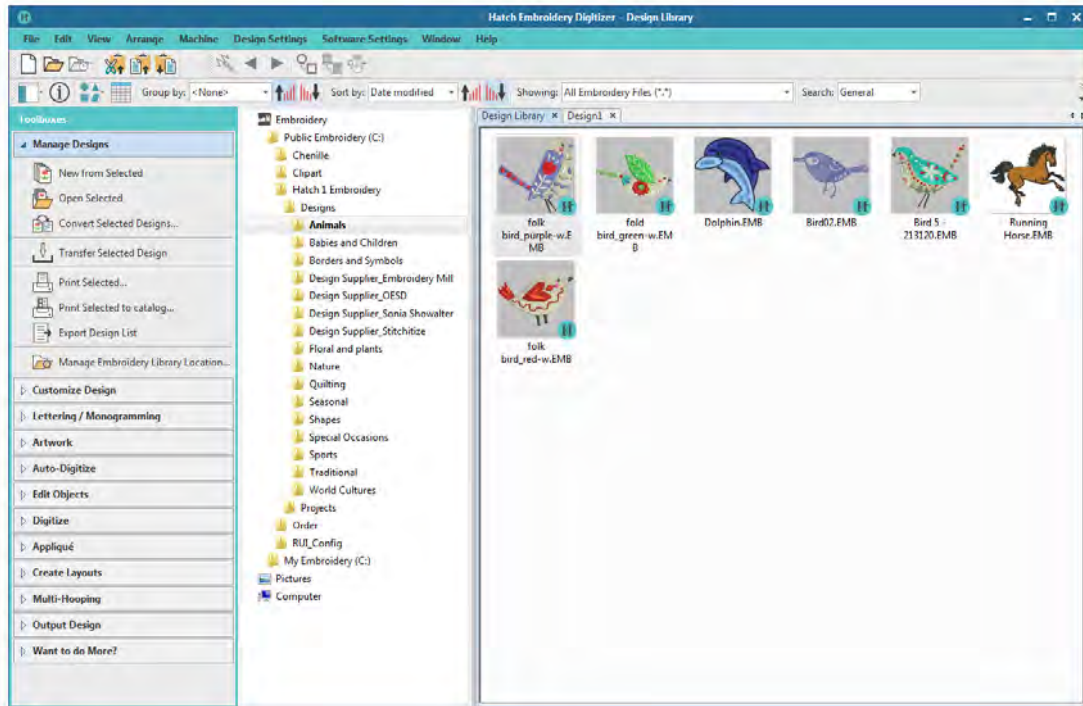 Hatch Embroidery Digitizer - Design Library
File Edit View Arrange Machine Design Settings Software Settings Window Help
Group by: <None> Sort by: Date modified Showing: All Embroidery Files (*.*) Search: General
Toolboxes
Manage Designs
New from Selected
Open Selected
Convert Selected Designs...
Transfer Selected Design
Print Selected...
Print Selected to catalog...
Export Design List
Manage Embroidery Library Location...
Customize Design
Lettering / Monogramming
Artwork
Auto-Digitize
Edit Objects
Digitize
Appliqué
Create Layouts
Multi-Hooping
Output Design
Want to do More?
Embroidery
Public Embroidery (C:)
Chenille
Clipart
Hatch 1 Embroidery
Designs
Animals
Babies and Children
Borders and Symbols
Design Supplier_Embroidery Mill
Design Supplier_OESD
Design Supplier_Sonia Showalter
Design Supplier_Stitchitize
Floral and plants
Nature
Quilting
Seasonal
Shapes
Special Occasions
Sports
Traditional
World Cultures
Projects
Order
RUI_Config
My Embroidery (C:)
Pictures
Computer
Design Library Design1
folk
bird_purple-w.E
MB
fold
bird_green-w.EM
B
Dolphin.EMB
Bird02.EMB
Bird 5 -
213120.EMB
Running
Horse.EMB
folk
bird_red-w.EMB